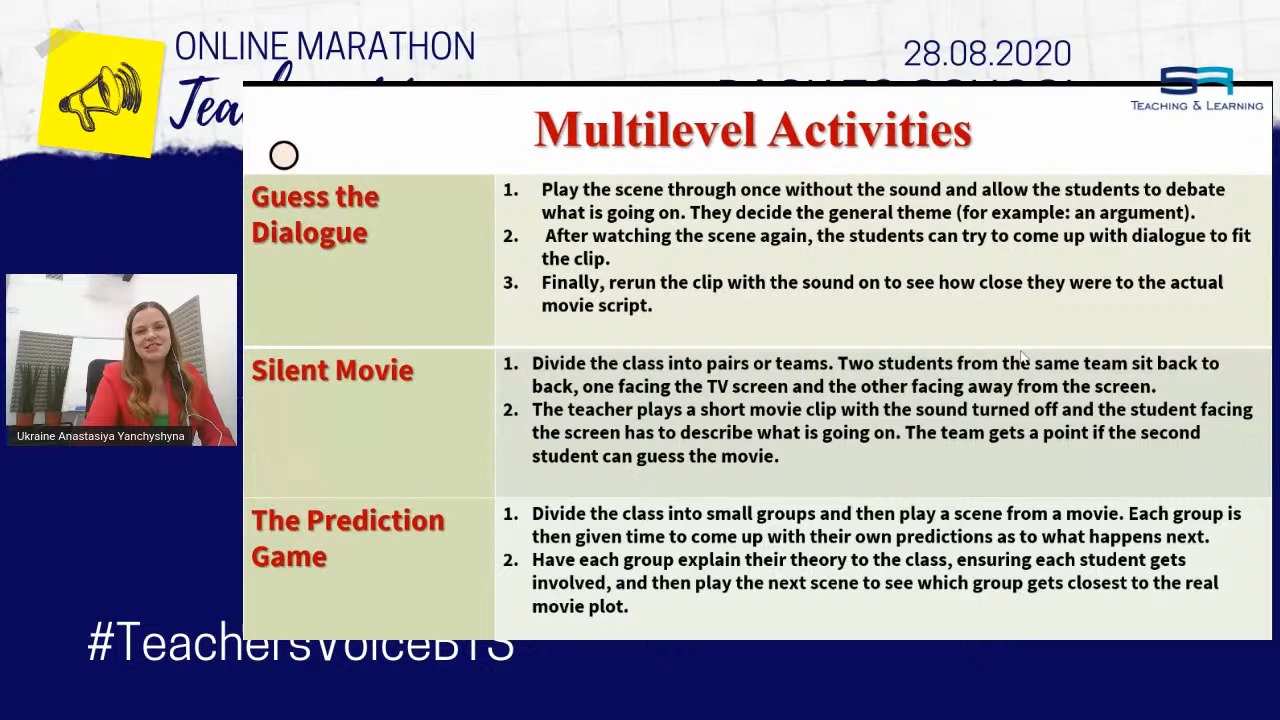 ONLINE MARATHON
28.08.2020
TEACHING & LEARNING
Multilevel Activities
Guess the
Dialogue
1. Play the scene through once without the sound and allow the students to debate
what is going on. They decide the general theme (for example: an argument).
2. After watching the scene again, the students can try to come up with dialogue to fit
the clip.
3. Finally, rerun the clip with the sound on to see how close they were to the actual
movie script.
Silent Movie
1. Divide the class into pairs or teams. Two students from the same team sit back to
back, one facing the TV screen and the other facing away from the screen.
2. The teacher plays a short movie clip with the sound turned off and the student facing
the screen has to describe what is going on. The team gets a point if the second
student can guess the movie.
The Prediction
Game
1. Divide the class into small groups and then play a scene from a movie. Each group is
then given time to come up with their own predictions as to what happens next.
2. Have each group explain their theory to the class, ensuring each student gets
involved, and then play the next scene to see which group gets closest to the real
movie plot.
Ukraine Anastasiya Yanchyshyna
#TeachersVoiceBTS